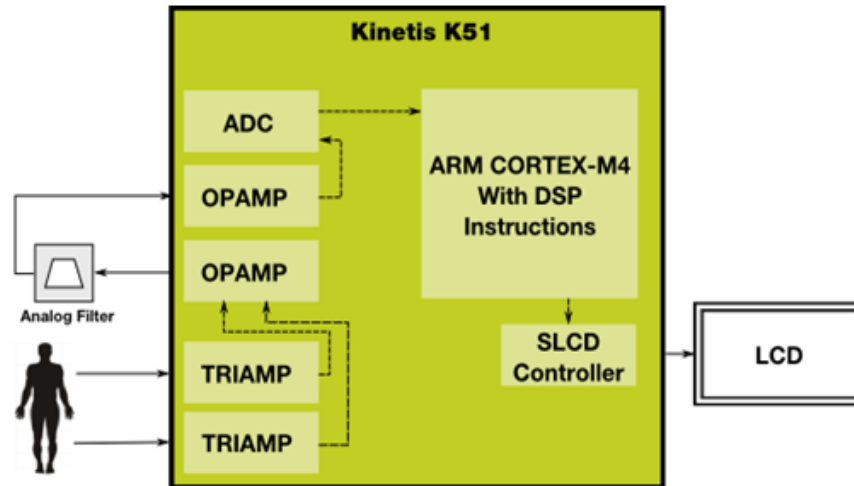 Kinetis K51
ADC
OPAMP
OPAMP
TRIAMP
TRIAMP
ARM CORTEX-M4
With DSP
Instructions
SLCD
Controller
Analog Filter
LCD